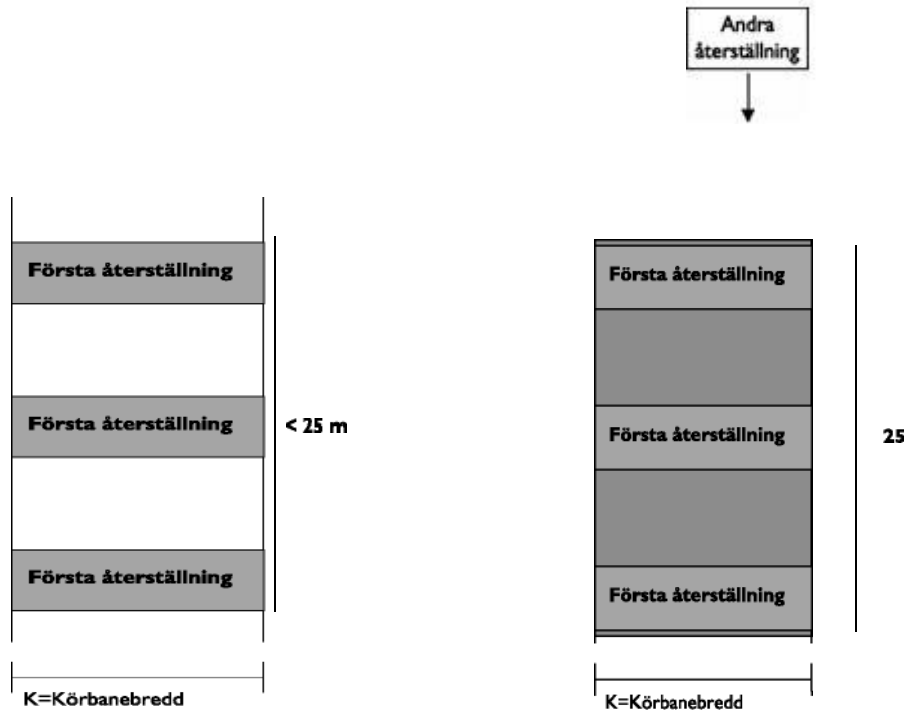 Andra
återställning
Första återställning
Första återställning
< 25 m
Första återställning
K=Körbanebredd
Första återställning
Första återställning
25
Första återställning
K=Körbanebredd